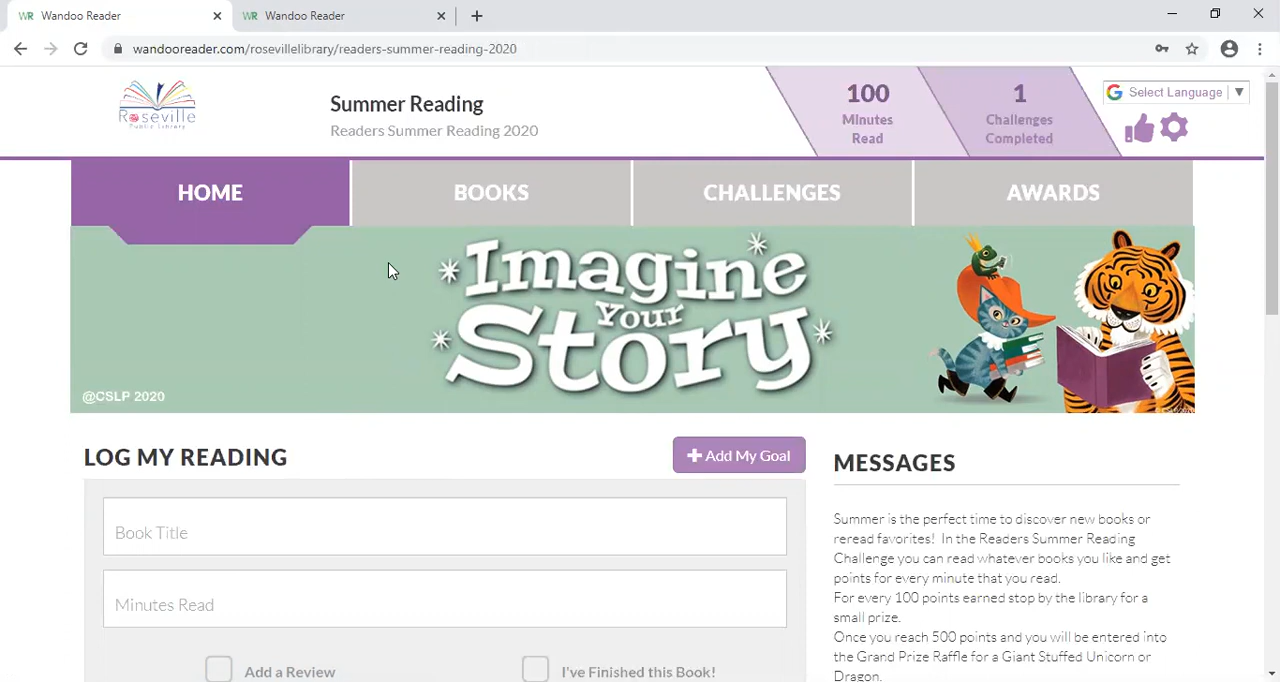 WR Wandoo Reader
WR Wandoo Reader
wandooreader.com/rosevillelibrary/readers-summer-reading-2020
Roseville
Public Library
Summer Reading
Readers Summer Reading 2020
100
Minutes
Read
1
Challenges
Completed
G Select Language ▼
HOME
BOOKS
CHALLENGES
AWARDS
Imagine
Your
Story
@CSLP 2020
LOG MY READING
Add My Goal
Book Title
Minutes Read
Add a Review
I've Finished this Book!
MESSAGES
Summer is the perfect time to discover new books or
reread favorites! In the Readers Summer Reading
Challenge you can read whatever books you like and get
points for every minute that you read.
For every 100 points earned stop by the library for a
small prize.
Once you reach 500 points and you will be entered into
the Grand Prize Raffle for a Giant Stuffed Unicorn or
Dragon.